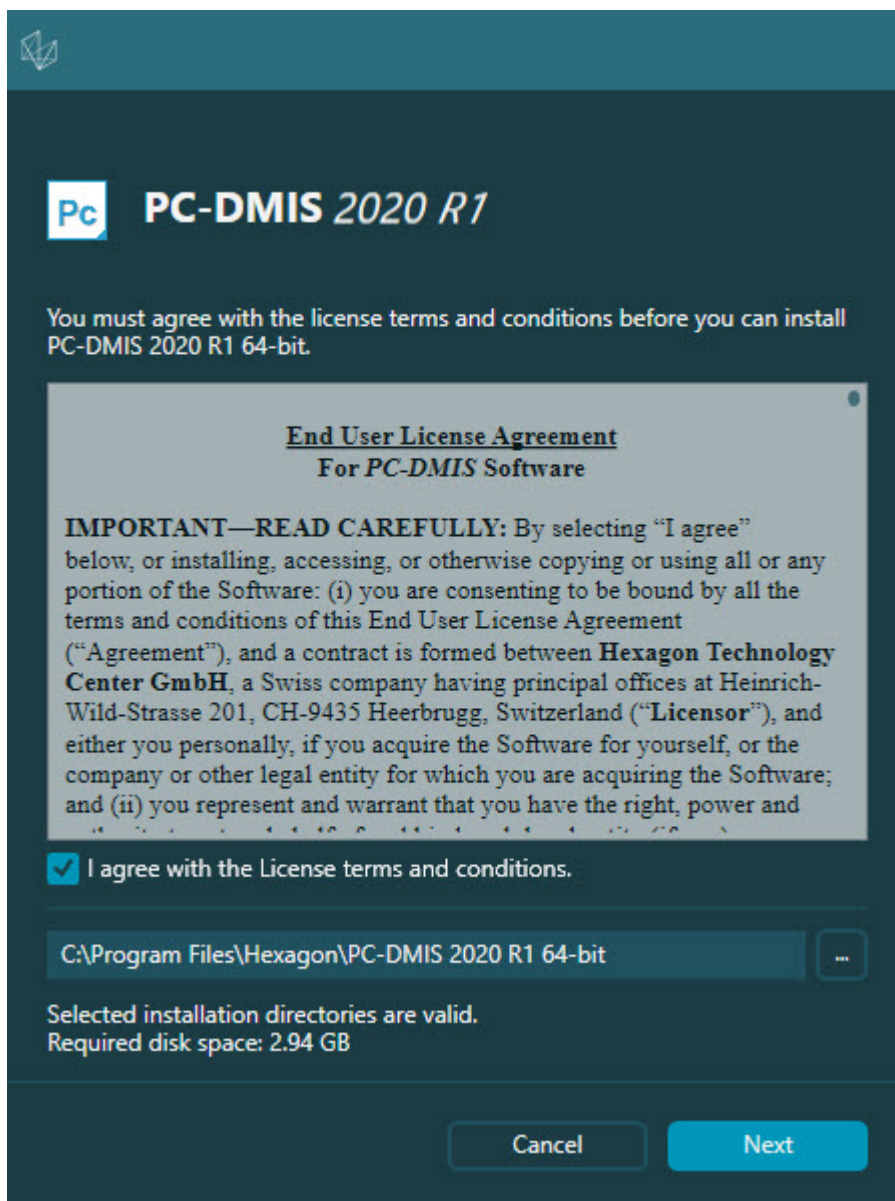 Pc PC-DMIS 2020 R1
You must agree with the license terms and conditions before you can install
PC-DMIS 2020 R1 64-bit.
End User License Agreement
For PC-DMIS Software
IMPORTANT—READ CAREFULLY: By selecting “I agree”
below, or installing, accessing, or otherwise copying or using all or any
portion of the Software: (i) you are consenting to be bound by all the
terms and conditions of this End User License Agreement
(“Agreement”), and a contract is formed between Hexagon Technology
Center GmbH, a Swiss company having principal offices at Heinrich-
Wild-Strasse 201, CH-9435 Heerbrugg, Switzerland (“Licensor”), and
either you personally, if you acquire the Software for yourself, or the
company or other legal entity for which you are acquiring the Software;
and (ii) you represent and warrant that you have the right, power and
I agree with the License terms and conditions.
C:\Program Files\Hexagon\PC-DMIS 2020 R1 64-bit ...
Selected installation directories are valid.
Required disk space: 2.94 GB
Cancel Next